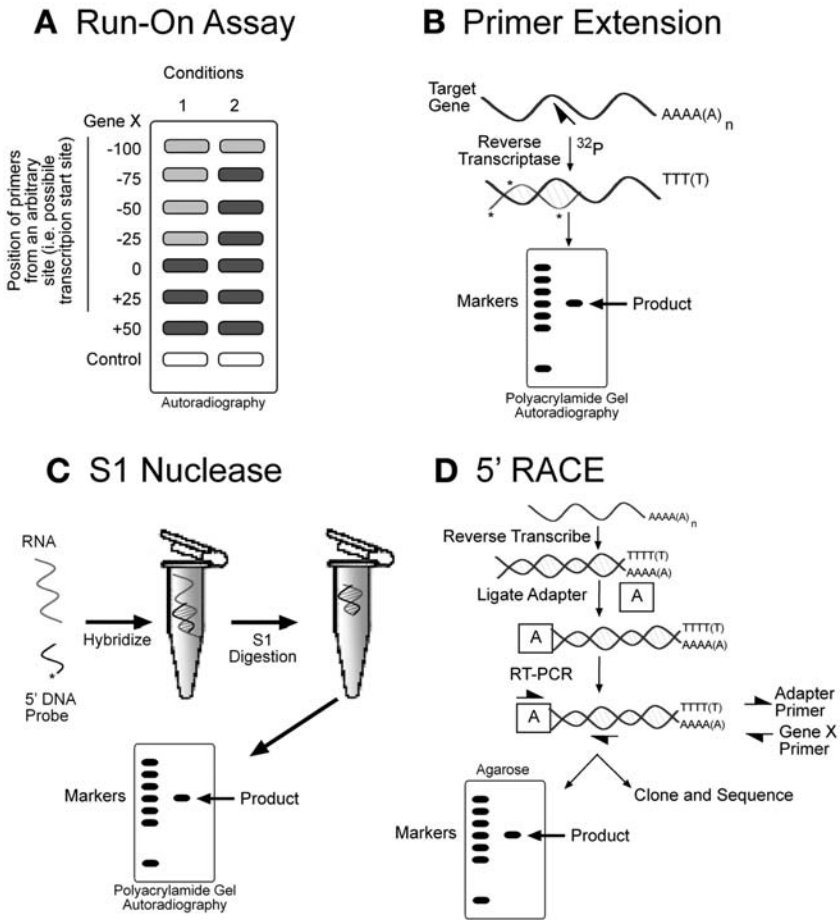 A Run-On Assay
Conditions
1 2
Gene X
Position of primers
from an arbitrary
site (i.e. possibile
transcritpion start site)
-100
-75
-50
-25
0
+25
+50
Control
Autoradiography
B Primer Extension
Target
Gene
AAAA(A) n
Reverse
Transcriptase
32P
TTT(T)
*
*
*
Markers
Product
Polyacrylamide Gel
Autoradiography
C S1 Nuclease
RNA
Hybridize
S1
Digestion
*
5' DNA
Probe
Markers
Product
Polyacrylamide Gel
Autoradiography
D 5' RACE
AAAA(A) n
Reverse Transcribe
TTTT(T)
AAAA(A)
Ligate Adapter
A
A
TTTT(T)
AAAA(A)
RT-PCR
A
TTTT(T)
AAAA(A)
Adapter
Primer
Gene X
Primer
Agarose
Clone and Sequence
Markers
Product